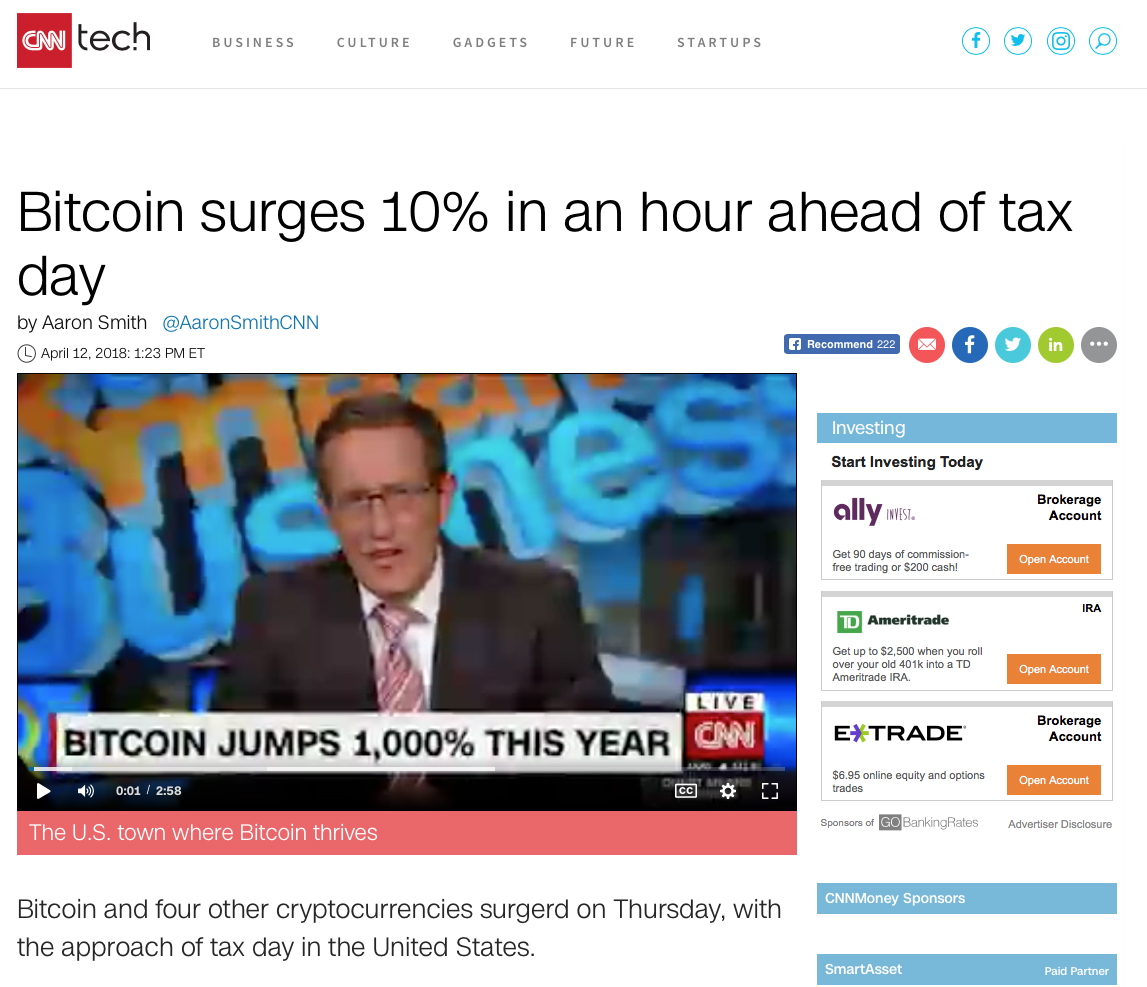 CNN tech
BUSINESS CULTURE GADGETS FUTURE STARTUPS
Bitcoin surges 10% in an hour ahead of tax
day
by Aaron Smith @AaronSmithCNN
April 12, 2018: 1:23 PM ET
Recommend 222
in
Business
LIVE
CNN
BITCOIN JUMPS 1,000% THIS YEAR
0:01 / 2:58
CC
The U.S. town where Bitcoin thrives
Bitcoin and four other cryptocurrencies surgerd on Thursday, with
the approach of tax day in the United States.
Investing
Start Investing Today
ally INVEST
Brokerage
Account
Get 90 days of commission-
free trading or $200 cash!
Open Account
TD Ameritrade
IRA
Get up to $2,500 when you roll
over your old 401k into a TD
Ameritrade IRA.
Open Account
E*TRADE
Brokerage
Account
$6.95 online equity and options
trades
Open Account
Sponsors of GOBankingRates
Advertiser Disclosure
CNNMoney Sponsors
SmartAsset Paid Partner